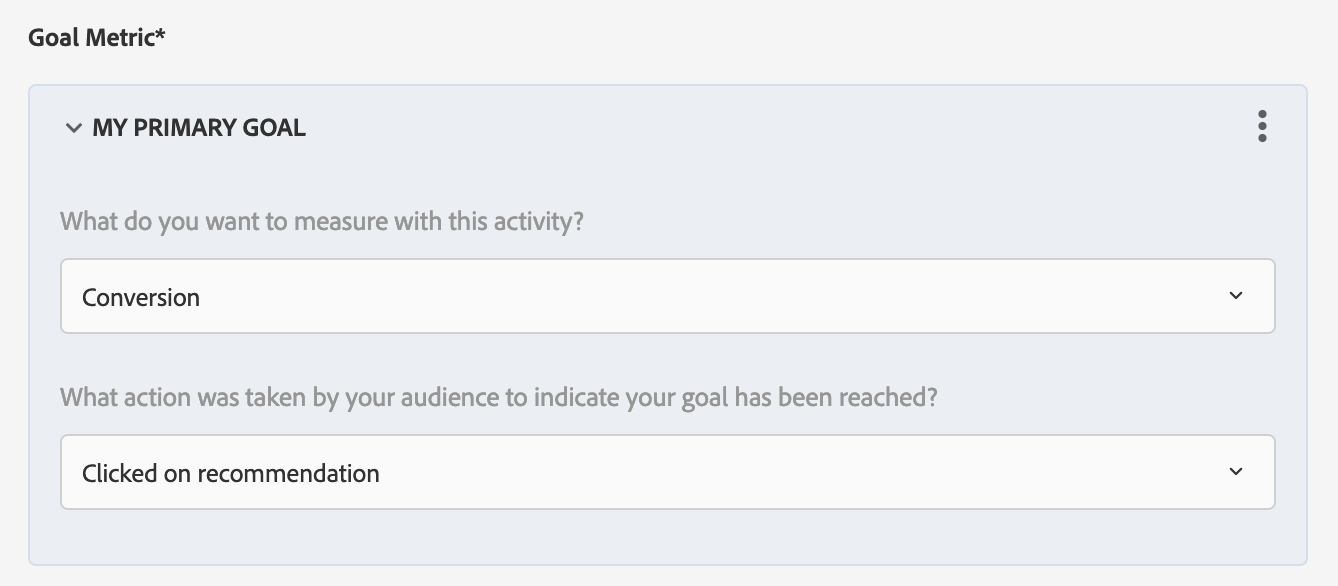 Goal Metric*
MY PRIMARY GOAL
What do you want to measure with this activity?
Conversion
What action was taken by your audience to indicate your goal has been reached?
Clicked on recommendation